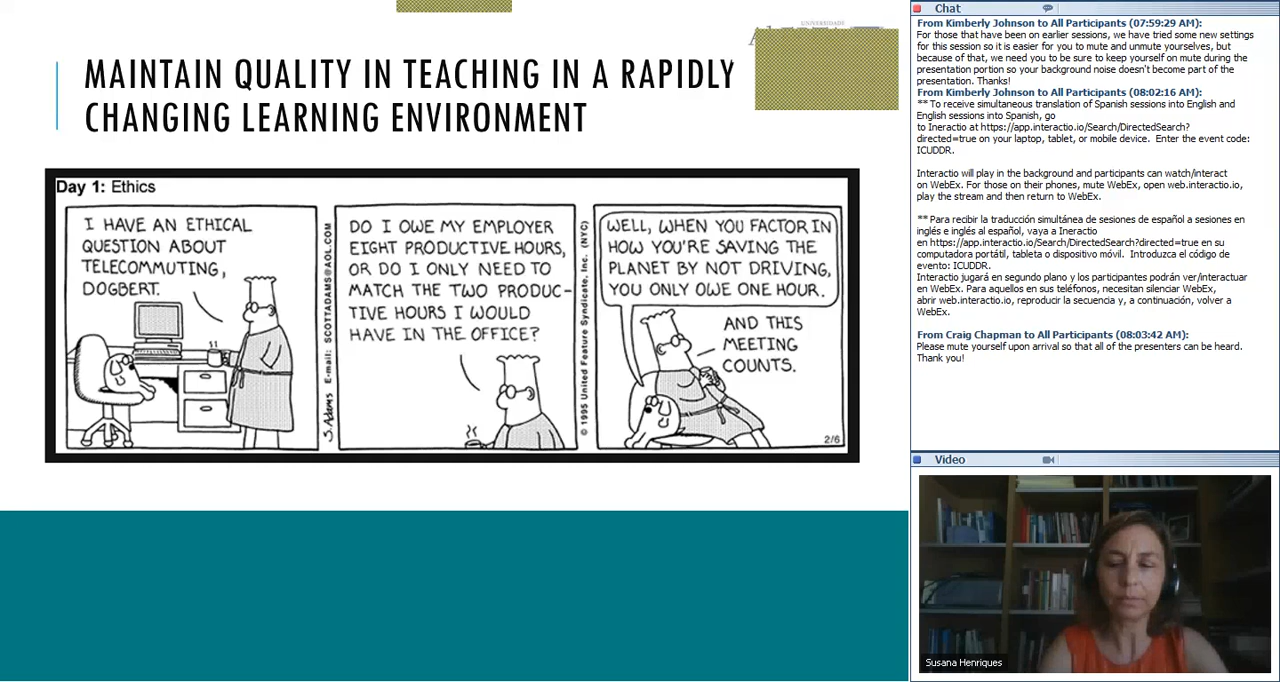 UNIVERSIDADE
MAINTAIN QUALITY IN TEACHING IN A RAPIDLY
CHANGING LEARNING ENVIRONMENT
Day 1: Ethics
I HAVE AN ETHICAL
QUESTION ABOUT
TELECOMMUTING,
DOGBERT.
S.Adams E-mail: SCOTTADAMS@AOL.COM
DO I OWE MY EMPLOYER
EIGHT PRODUCTIVE HOURS,
OR DO I ONLY NEED TO
MATCH THE TWO PRODUC-
TIVE HOURS I WOULD
HAVE IN THE OFFICE?
© 1995 United Feature Syndicate, Inc. (NYC)
WELL, WHEN YOU FACTOR IN
HOW YOU'RE SAVING THE
PLANET BY NOT DRIVING,
YOU ONLY OWE ONE HOUR.
AND THIS
MEETING
COUNTS.
2/6
Chat
From Kimberly Johnson to All Participants (07:59:29 AM):
For those that have been on earlier sessions, we have tried some new settings
for this session so it is easier for you to mute and unmute yourselves, but
because of that, we need you to be sure to keep yourself on mute during the
presentation portion so your background noise doesn't become part of the
presentation. Thanks!
From Kimberly Johnson to All Participants (08:02:16 AM):
** To receive simultaneous translation of Spanish sessions into English and
English sessions into Spanish, go
to Ineractio at https://app.interactio.io/Search/DirectedSearch?
directed=true on your laptop, tablet, or mobile device. Enter the event code:
ICUDDR.
Interactio will play in the background and participants can watch/interact
on WebEx. For those on their phones, mute WebEx, open web.interactio.io,
play the stream and then return to WebEx.
** Para recibir la traducción simultánea de sesiones de español a sesiones en
inglés e inglés al español, vaya a Ineractio
en https://app.interactio.io/Search/DirectedSearch?directed=true en su
computadora portátil, tableta o dispositivo móvil. Introduzca el código de
evento: ICUDDR.
Interactio jugará en segundo plano y los participantes podrán ver/interactuar
en WebEx. Para aquellos en sus teléfonos, necesitan silenciar WebEx,
abrir web.interactio.io, reproducir la secuencia y, a continuación, volver a
WebEx.
From Craig Chapman to All Participants (08:03:42 AM):
Please mute yourself upon arrival so that all of the presenters can be heard.
Thank you!
Video
Susana Henriques